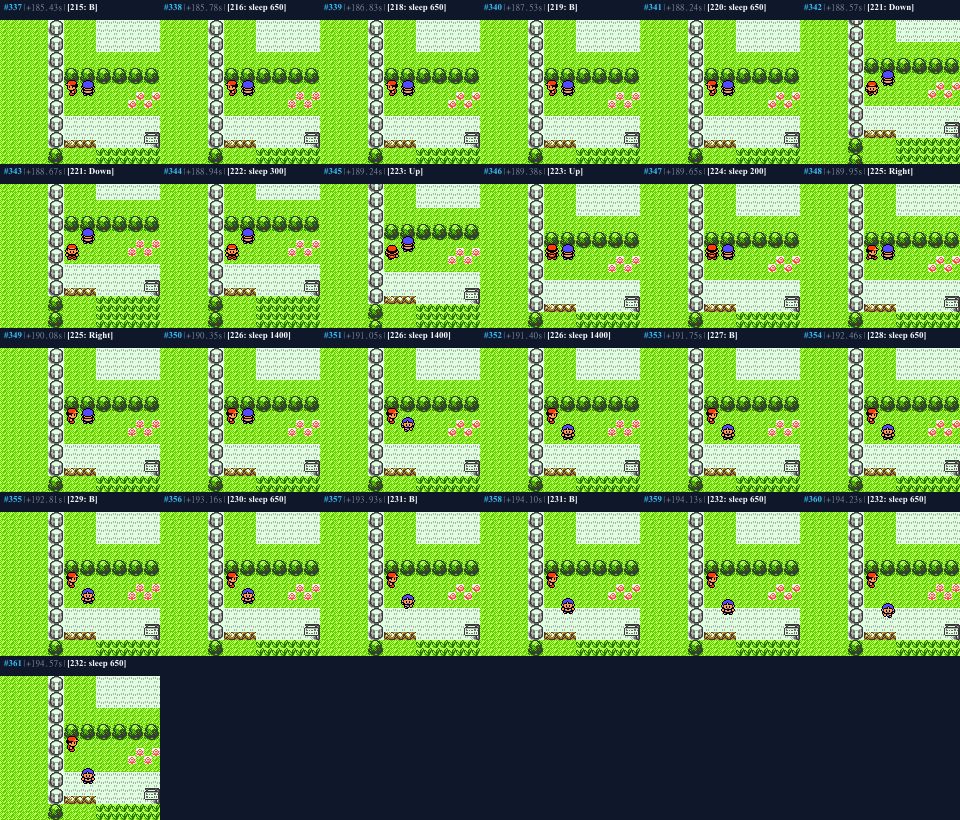 #337|+185.43s|[215: B]
#338|+185.78s|[216: sleep 650]
#339|+186.83s|[218: sleep 650]
#340|+187.53s|[219: B]
#341|+188.24s|[220: sleep 650]
#342|+188.57s|[221: Down]
#343|+188.67s|[221: Down]
#344|+188.94s|[222: sleep 300]
#345|+189.24s|[223: Up]
#346|+189.38s|[223: Up]
#347|+189.65s|[224: sleep 200]
#348|+189.95s|[225: Right]
#349|+190.08s|[225: Right]
#350|+190.35s|[226: sleep 1400]
#351|+191.05s|[226: sleep 1400]
#352|+191.40s|[226: sleep 1400]
#353|+191.75s|[227: B]
#354|+192.46s|[228: sleep 650]
#355|+192.81s|[229: B]
#356|+193.16s|[230: sleep 650]
#357|+193.93s|[231: B]
#358|+194.10s|[231: B]
#359|+194.13s|[232: sleep 650]
#360|+194.23s|[232: sleep 650]
#361|+194.57s|[232: sleep 650]